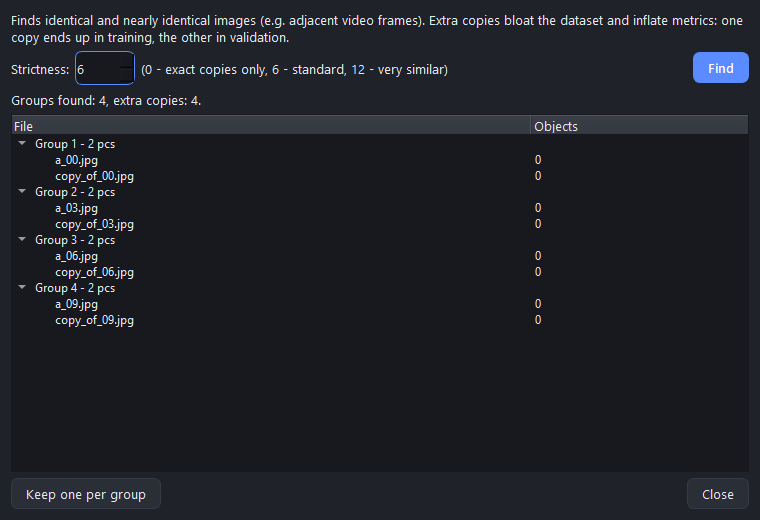 Finds identical and nearly identical images (e.g. adjacent video frames). Extra copies bloat the dataset and inflate metrics: one
copy ends up in training, the other in validation.
Strictness: 6 (0 - exact copies only, 6 - standard, 12 - very similar) Find
Groups found: 4, extra copies: 4.
File Objects
Group 1 - 2 pcs
a_00.jpg 0
copy_of_00.jpg 0
Group 2 - 2 pcs
a_03.jpg 0
copy_of_03.jpg 0
Group 3 - 2 pcs
a_06.jpg 0
copy_of_06.jpg 0
Group 4 - 2 pcs
a_09.jpg 0
copy_of_09.jpg 0
Keep one per group Close